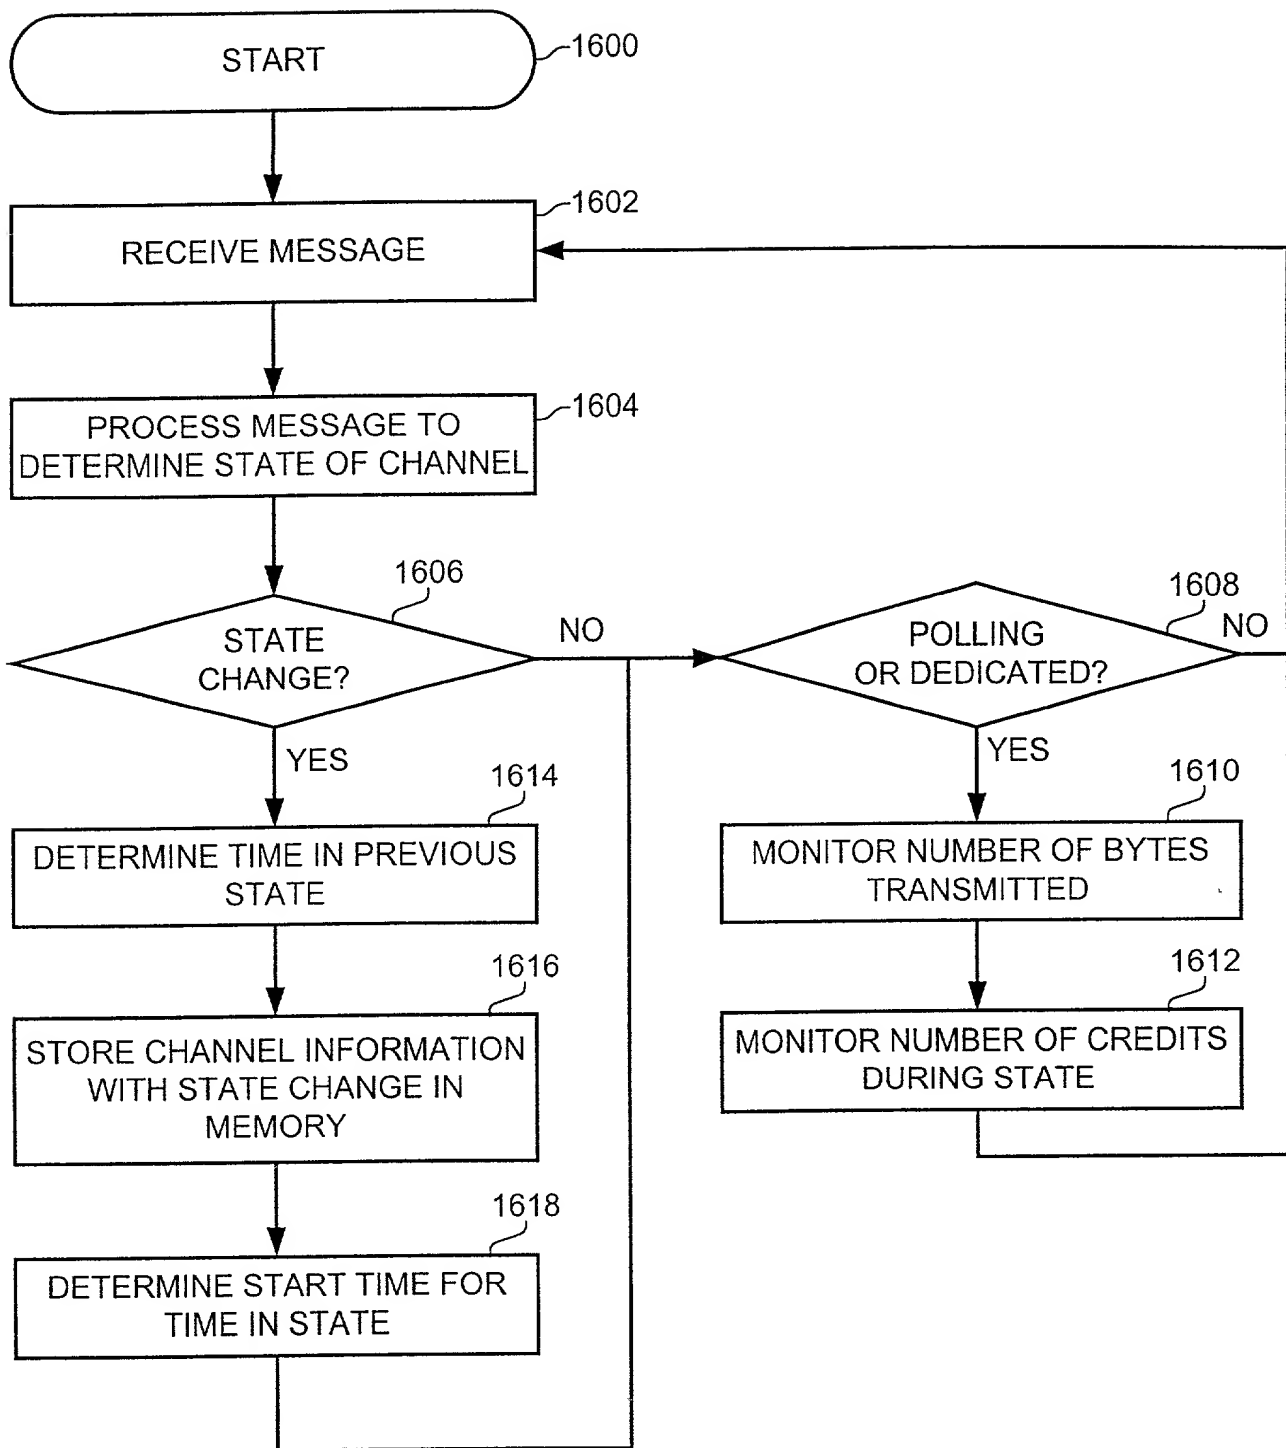 START
1600
1602
RECEIVE MESSAGE
1604
PROCESS MESSAGE TO
DETERMINE STATE OF CHANNEL
1606
STATE
CHANGE?
NO
YES
1608
POLLING
OR DEDICATED?
NO
YES
1614
DETERMINE TIME IN PREVIOUS
STATE
1616
STORE CHANNEL INFORMATION
WITH STATE CHANGE IN
MEMORY
1618
DETERMINE START TIME FOR
TIME IN STATE
1610
MONITOR NUMBER OF BYTES
TRANSMITTED
1612
MONITOR NUMBER OF CREDITS
DURING STATE